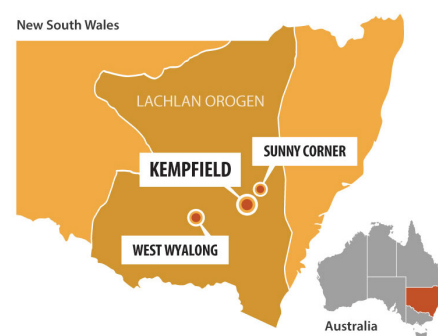 New South Wales
LACHLAN OROGEN
SUNNY CORNER
KEMPFIELD
WEST WYALONG
Australia